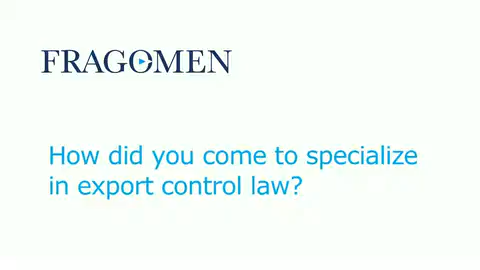 FRAGOMEN
How did you come to specialize
in export control law?